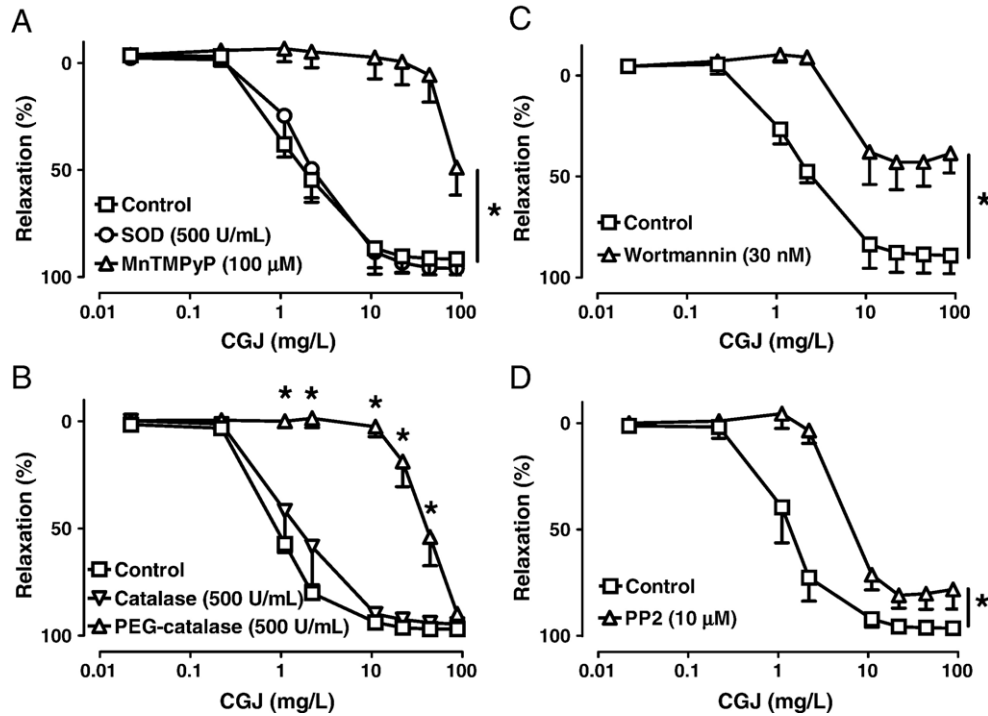 A
Relaxation (%)
0
50
100
Control
SOD (500 U/mL)
MnTMPyP (100 µM)
*
0.01 0.1 1 10 100
CGJ (mg/L)
C
Relaxation (%)
0
50
100
Control
Wortmannin (30 nM)
*
0.01 0.1 1 10 100
CGJ (mg/L)
B
Relaxation (%)
0
50
100
* * * * *
Control
Catalase (500 U/mL)
PEG-catalase (500 U/mL)
0.01 0.1 1 10 100
CGJ (mg/L)
D
Relaxation (%)
0
50
100
Control
PP2 (10 µM)
*
0.01 0.1 1 10 100
CGJ (mg/L)